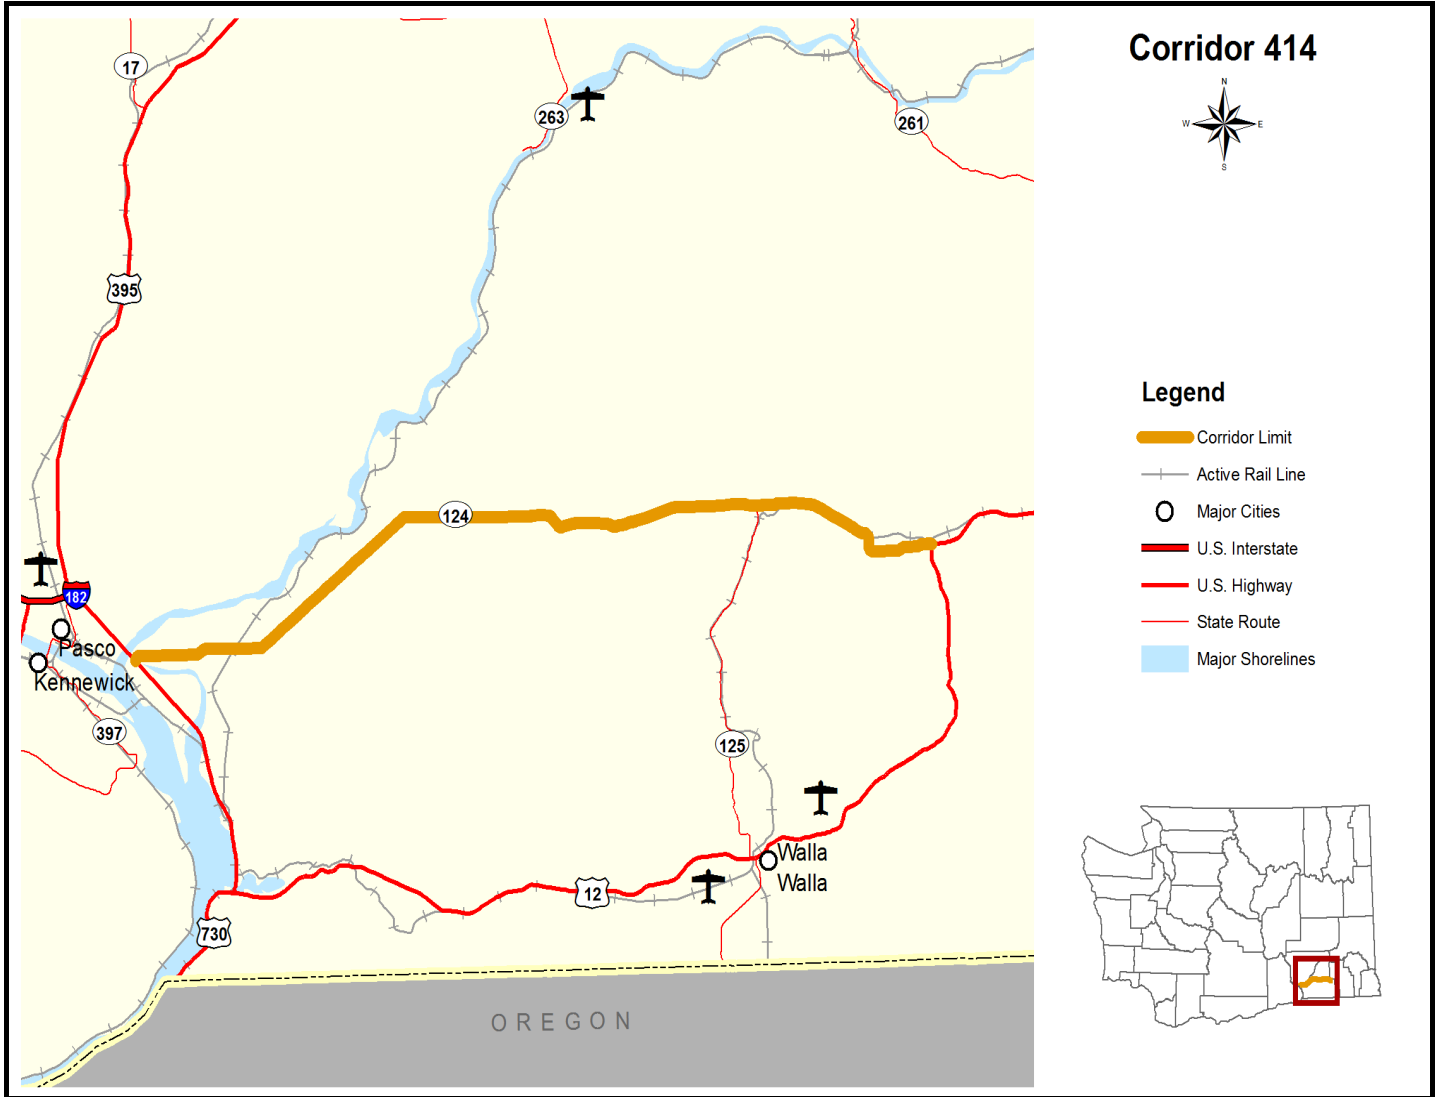 Corridor 414
N
W
E
S
17
263
261
395
124
182
Pasco
Kennewick
397
125
Walla
Walla
12
730
OREGON
Legend
Corridor Limit
Active Rail Line
Major Cities
U.S. Interstate
U.S. Highway
State Route
Major Shorelines